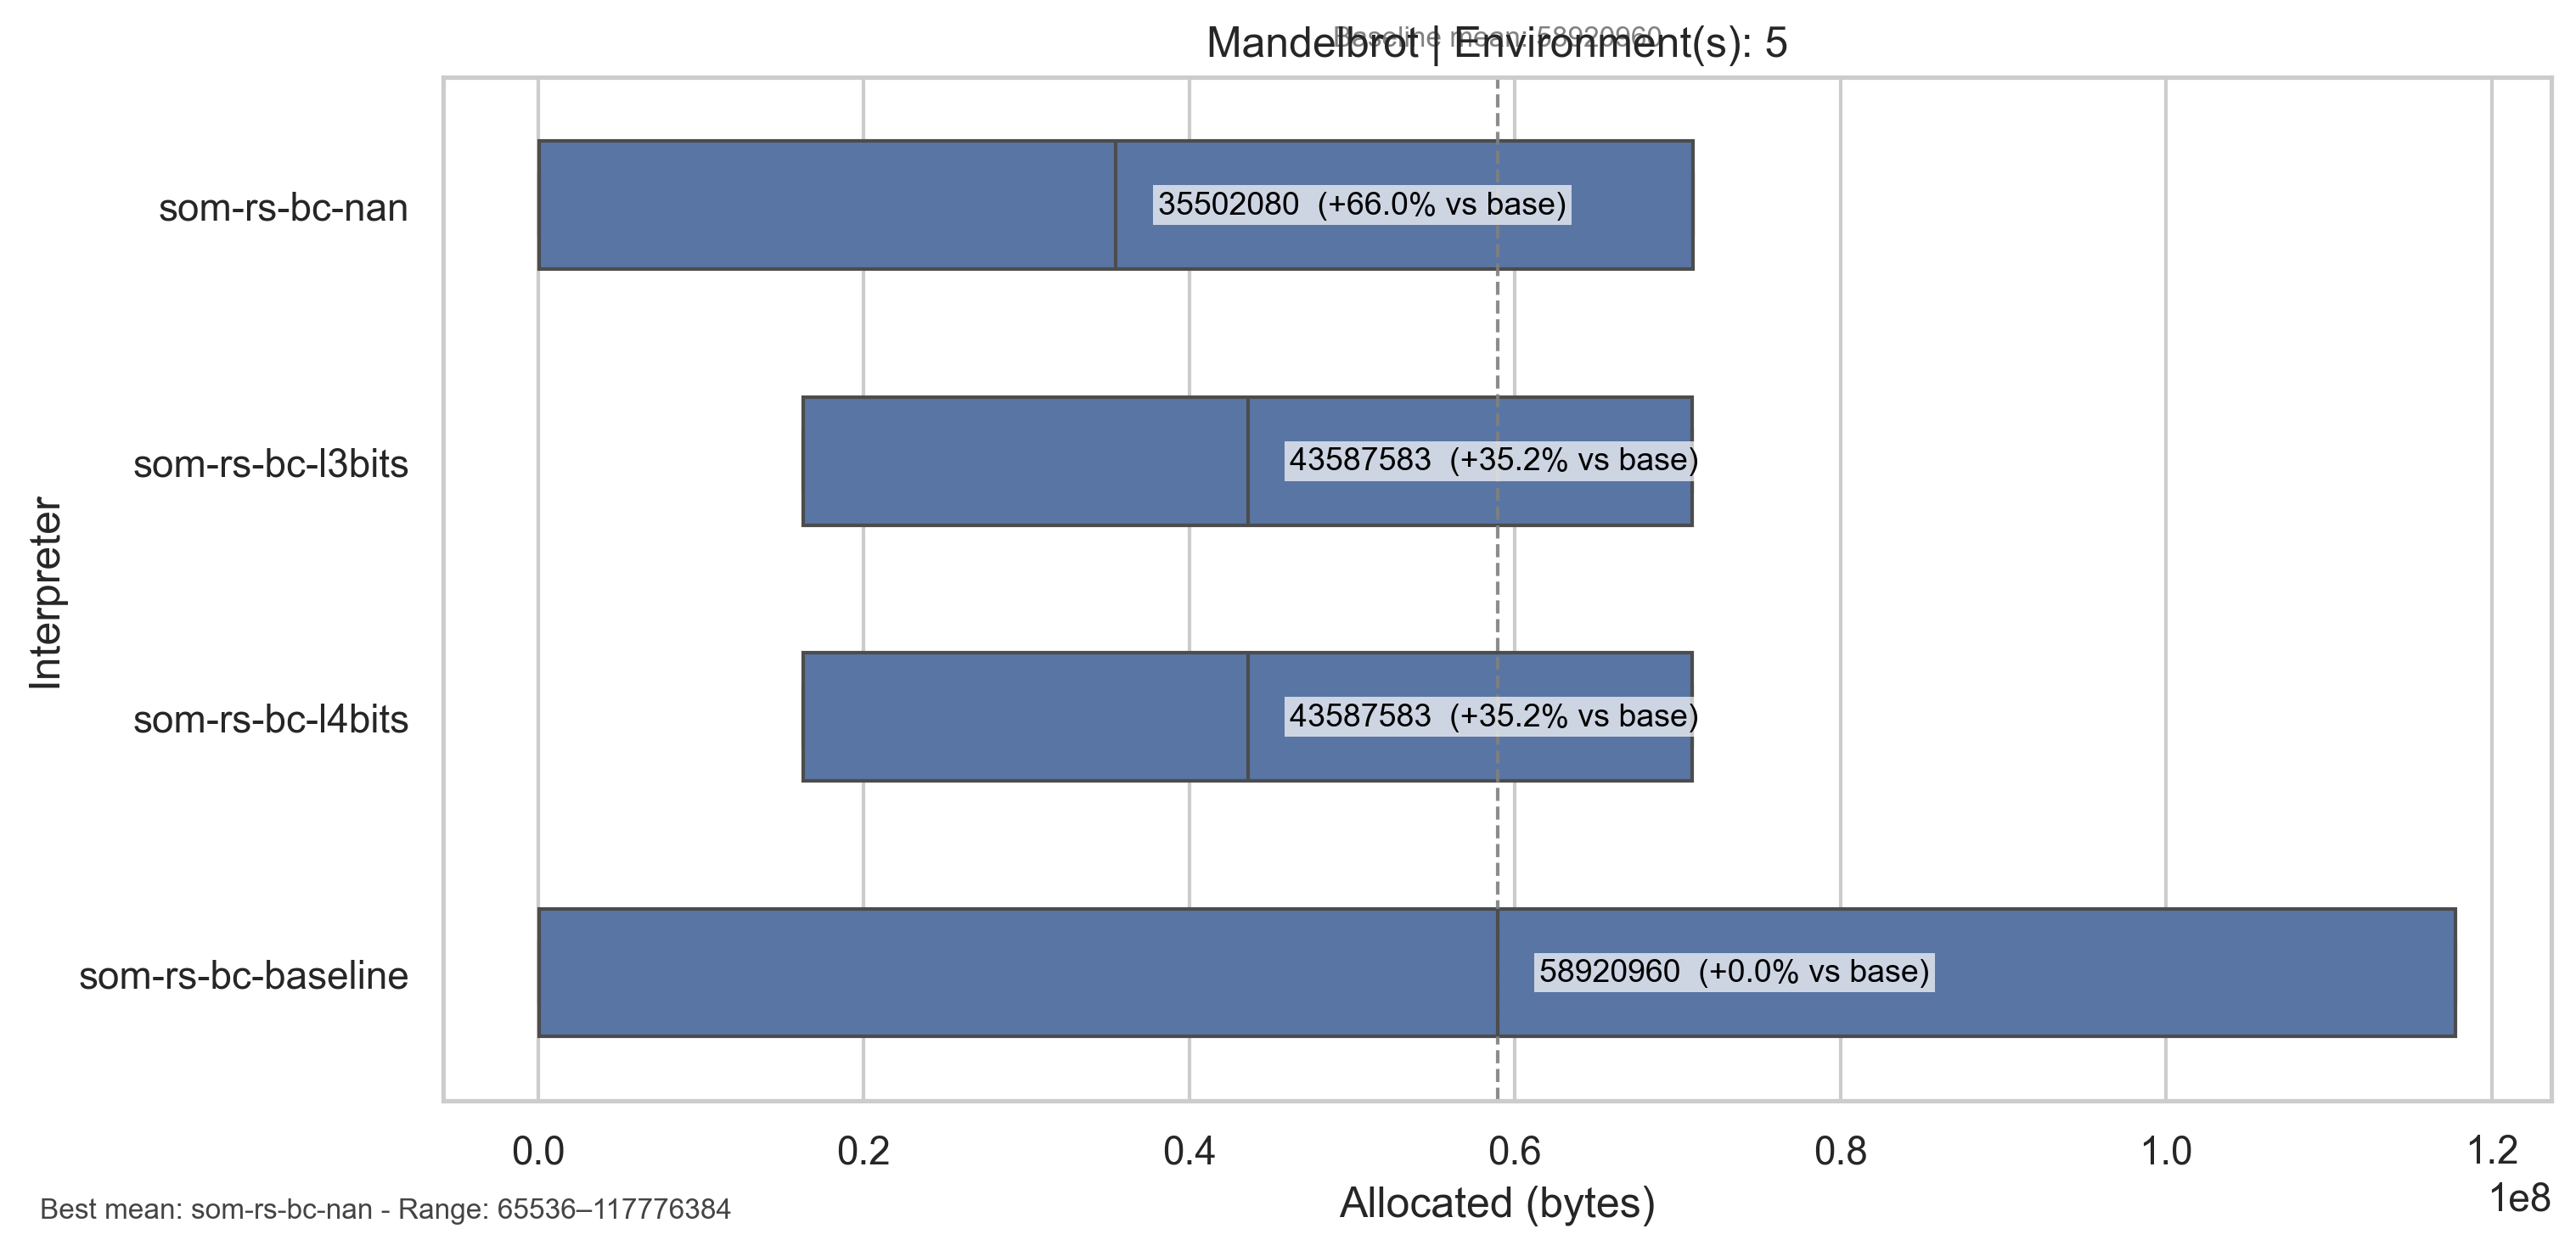 Baseline mean: 58920960
Mandelbrot | Environment(s): 5
som-rs-bc-nan
35502080 (+66.0% vs base)
som-rs-bc-l3bits
43587583 (+35.2% vs base)
som-rs-bc-l4bits
43587583 (+35.2% vs base)
som-rs-bc-baseline
58920960 (+0.0% vs base)
Interpreter
0.0 0.2 0.4 0.6 0.8 1.0 1.2
1e8
Allocated (bytes)
Best mean: som-rs-bc-nan - Range: 65536–117776384